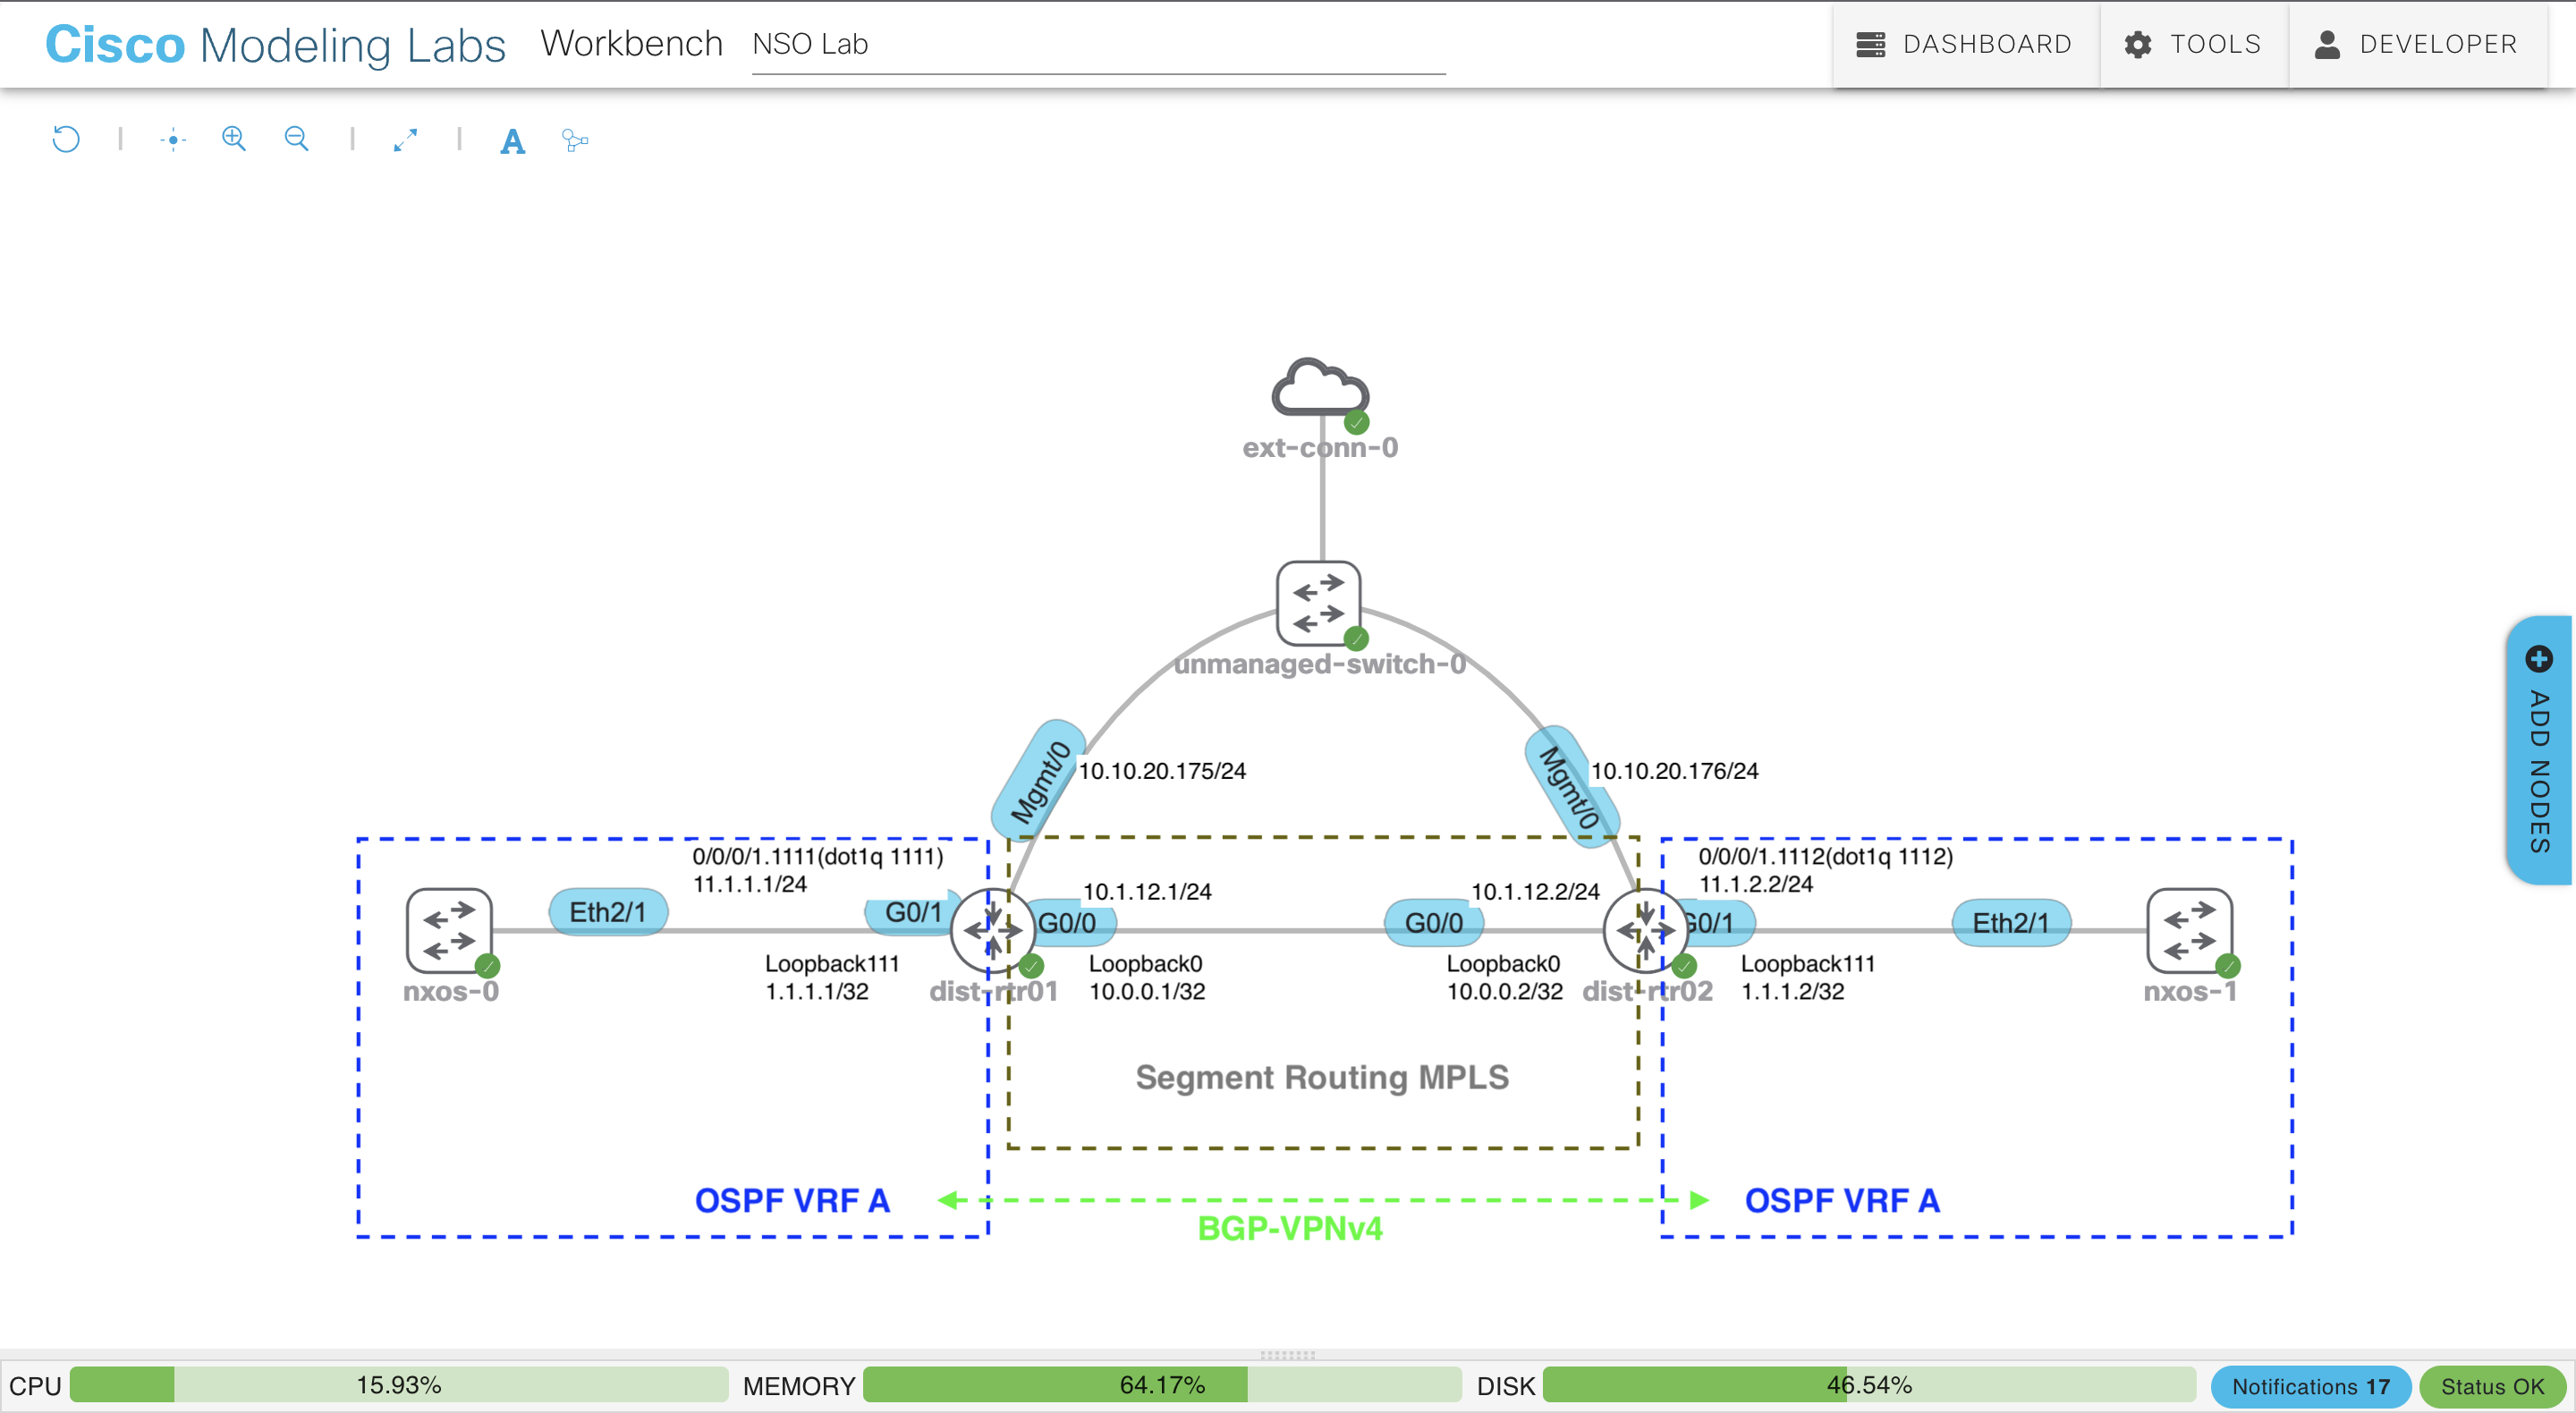 Cisco Modeling Labs Workbench NSO Lab
DASHBOARD TOOLS DEVELOPER
A
ext-conn-0
unmanaged-switch-0
Mgmt/0
10.10.20.175/24
Mgmt/0
10.10.20.176/24
ADD NODES
0/0/0/1.1111(dot1q 1111)
11.1.1.1/24
10.1.12.1/24
10.1.12.2/24
0/0/0/1.1112(dot1q 1112)
11.1.2.2/24
Eth2/1
G0/1
G0/0
G0/0
G0/1
Eth2/1
nxos-0
Loopback111
1.1.1.1/32
dist-rtr01
Loopback0
10.0.0.1/32
Loopback0
10.0.0.2/32
dist-rtr02
Loopback111
1.1.1.2/32
nxos-1
Segment Routing MPLS
OSPF VRF A
BGP-VPNv4
OSPF VRF A
CPU 15.93% MEMORY 64.17% DISK 46.54% Notifications 17 Status OK